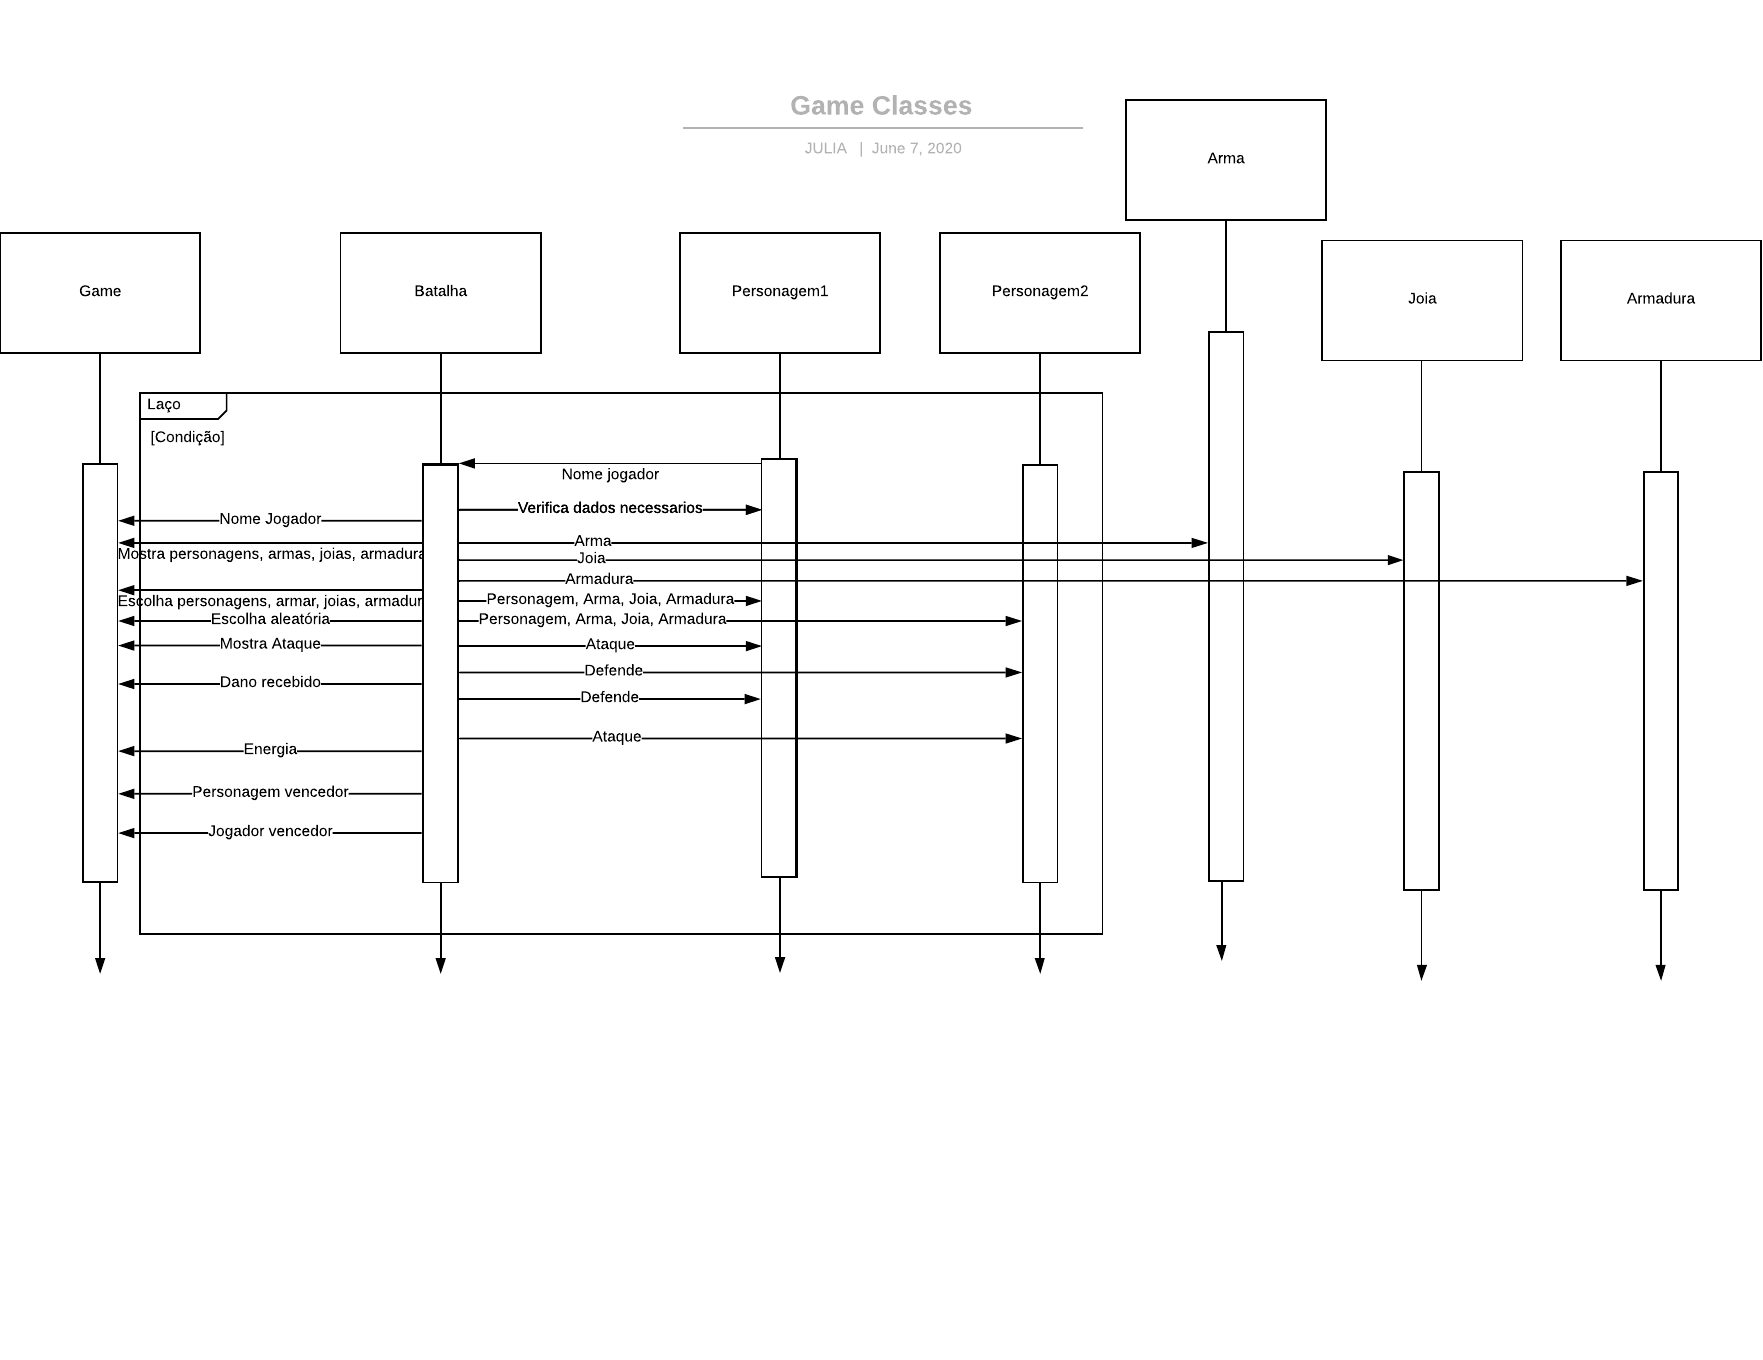 Game Classes
JULIA | June 7, 2020
Arma
Game
Batalha
Personagem1
Personagem2
Joia
Armadura
Laço
[Condição]
Nome jogador
Verifica dados necessarios
Nome Jogador
Arma
Mostra personagens, armas, joias, armadura
Joia
Armadura
Escolha personagens, armar, joias, armadur
Personagem, Arma, Joia, Armadura
Escolha aleatória
Personagem, Arma, Joia, Armadura
Mostra Ataque
Ataque
Defende
Dano recebido
Defende
Ataque
Energia
Personagem vencedor
Jogador vencedor